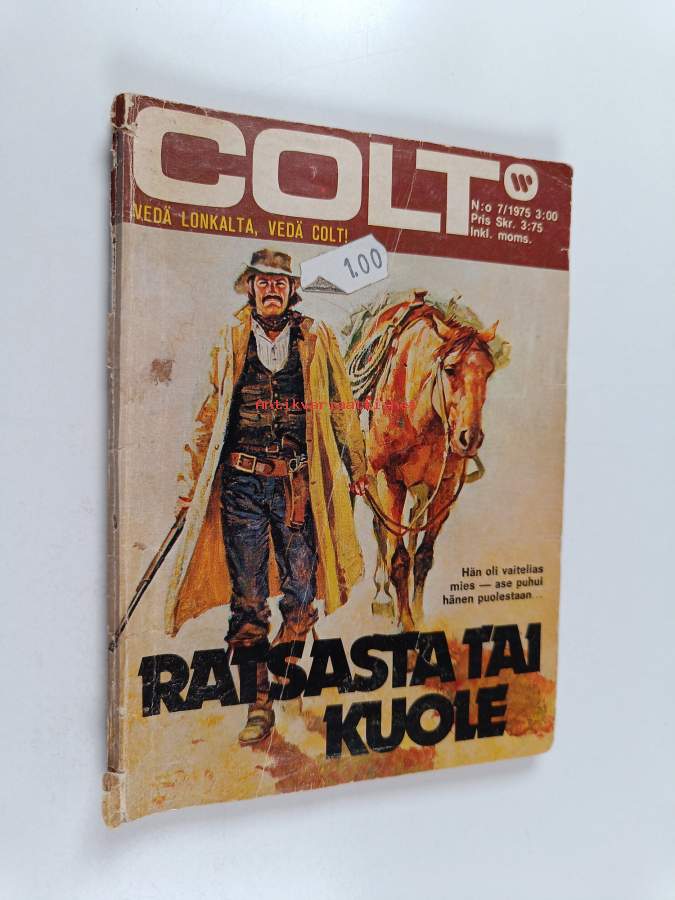 COLT
N:o 7/1975 3:00
Pris Skr. 3:75
Inkl. moms.
VEDÄ LONKALTA, VEDÄ COLT!
1.00
Hän oli vaitelias
mies — ase puhui
hänen puolestaan...
RATSASTA TAI
KUOLE